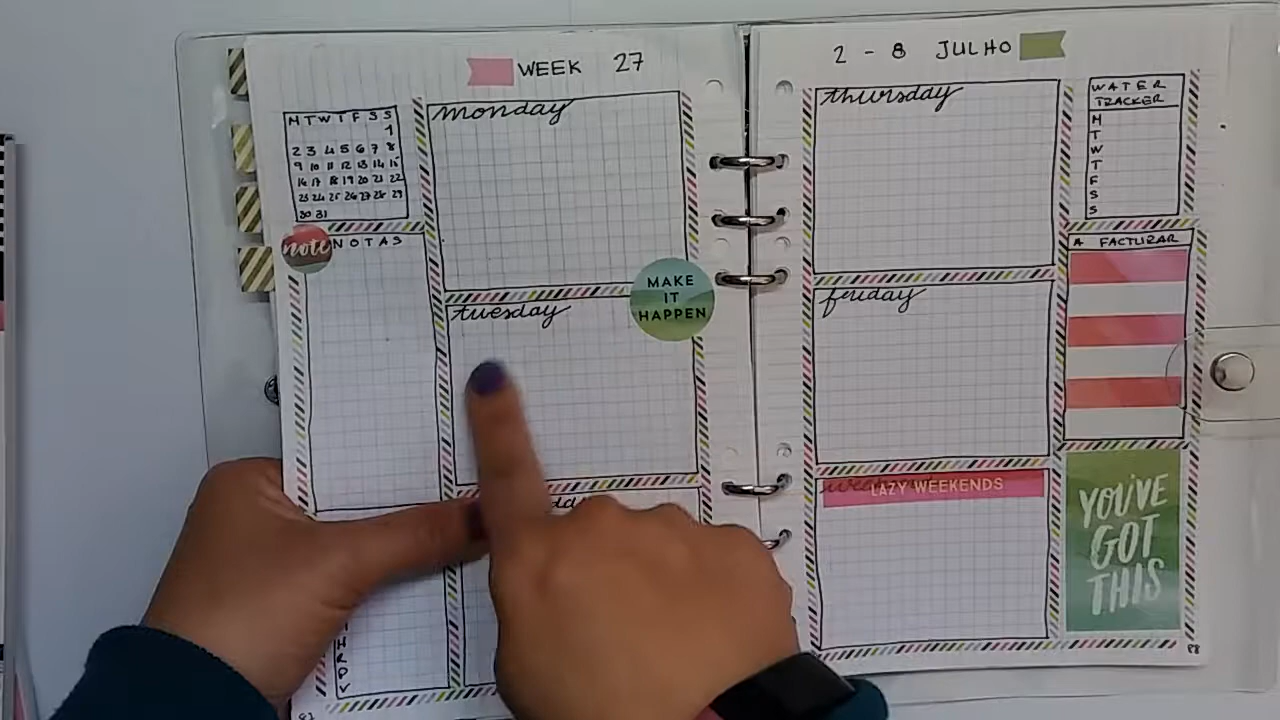 WEEK 27
M T W T F S S
1
2 3 4 5 6 7 8
9 10 11 12 13 14 15
16 17 18 19 20 21 22
23 24 25 26 27 28 29
30 31
note NOTAS
monday
MAKE
IT
HAPPEN
tuesday
H
R
P
V
2 - 8 JULHO
thursday
friday
LAZY WEEKENDS
WATER
TRACKER
M
T
W
T
F
S
S
A FACTURAR
YOU'VE
GOT
THIS
88